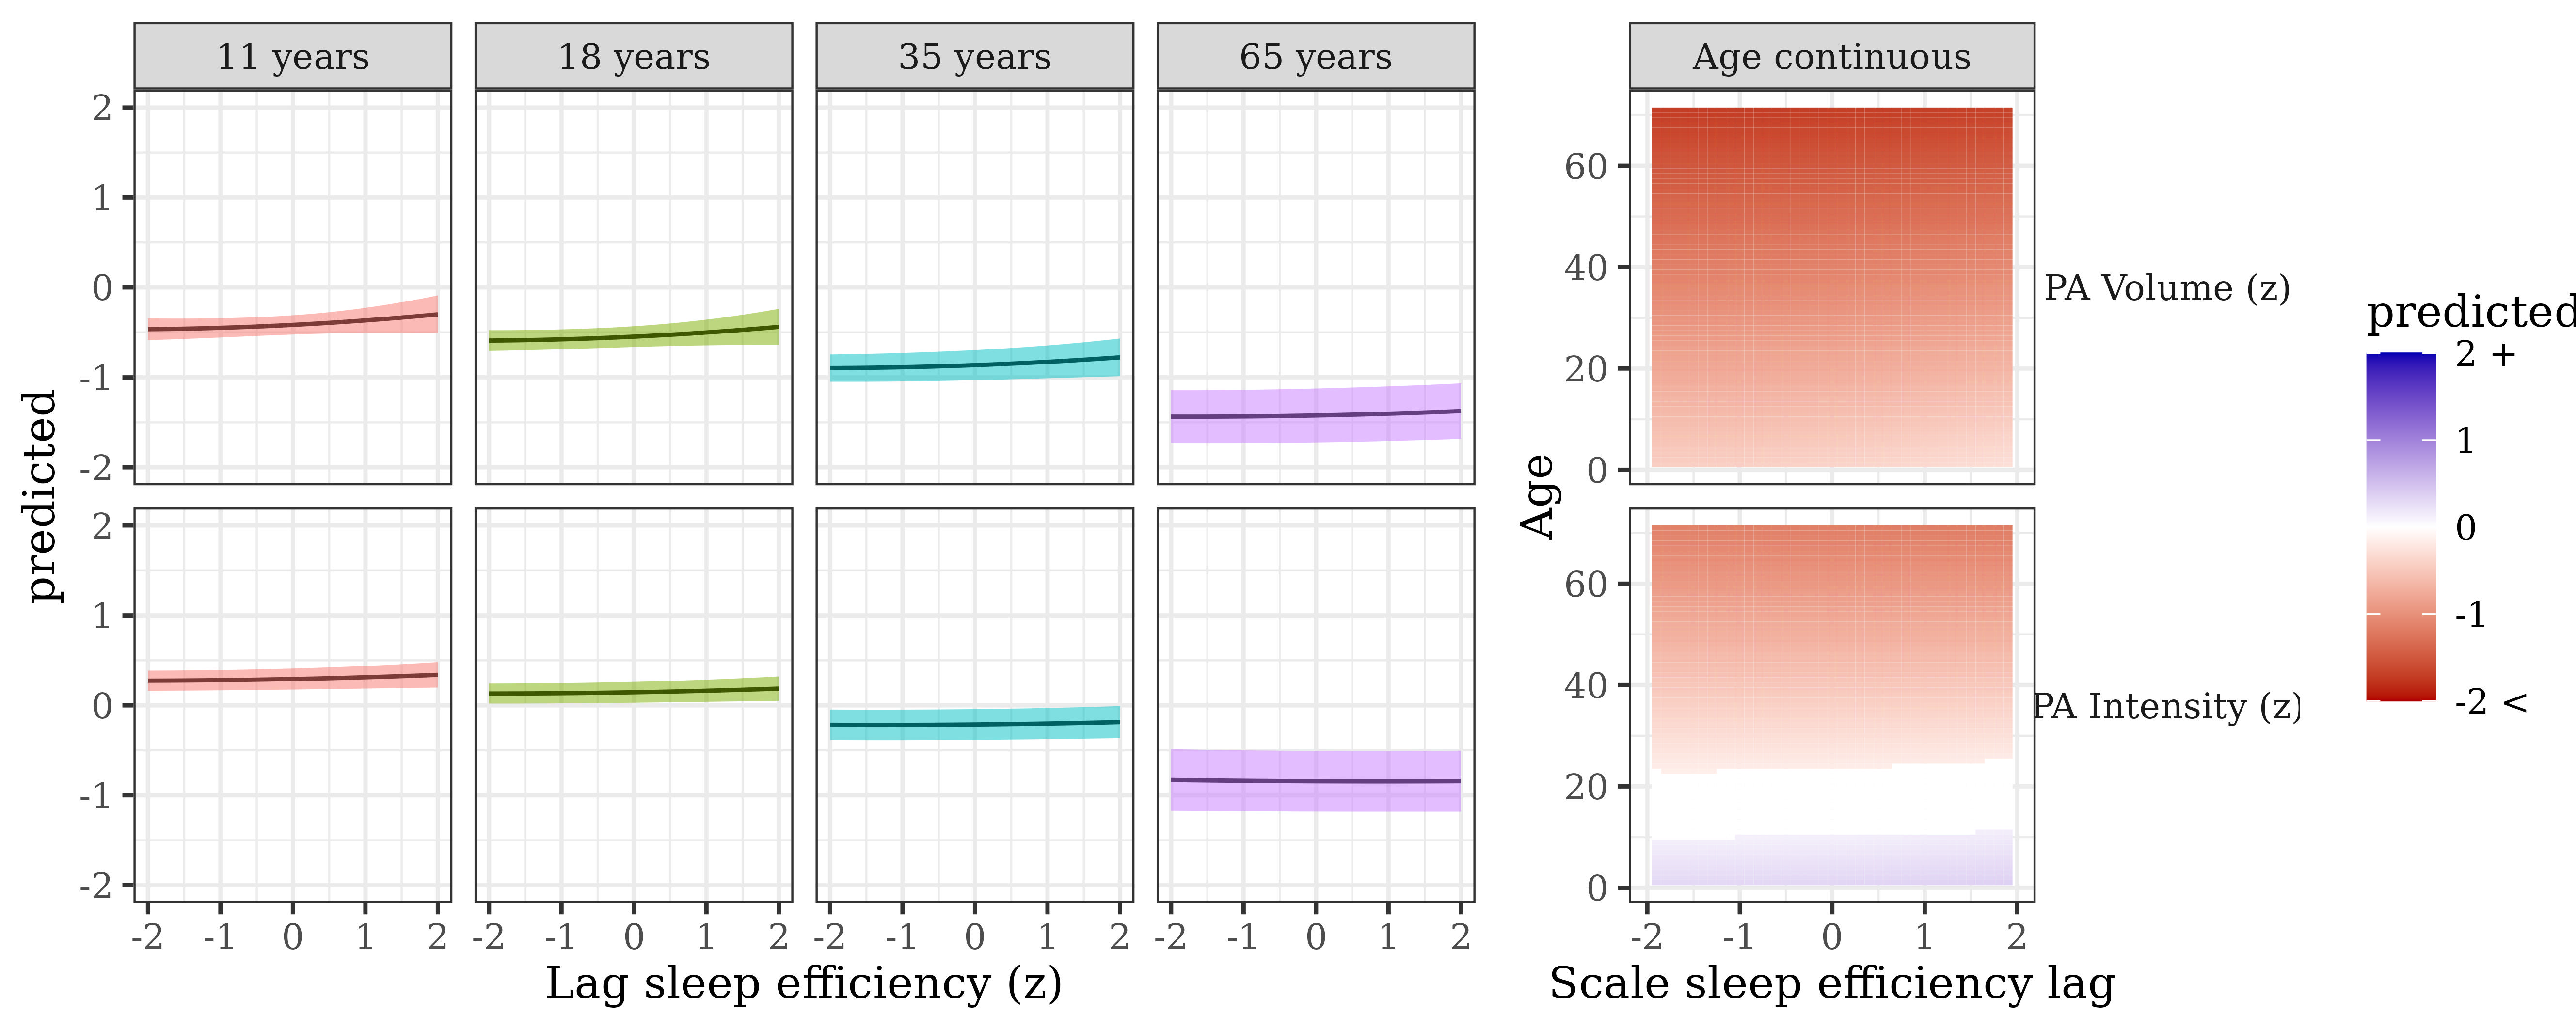 11 years
18 years
35 years
65 years
Age continuous
predicted
2
1
0
-1
-2
2
1
0
-1
-2
-2 -1 0 1 2
-2 -1 0 1 2
-2 -1 0 1 2
-2 -1 0 1 2
Lag sleep efficiency (z)
Age
60
40
20
0
60
40
20
0
-2 -1 0 1 2
Scale sleep efficiency lag
PA Volume (z)
PA Intensity (z)
predicted
2 +
1
0
-1
-2 <